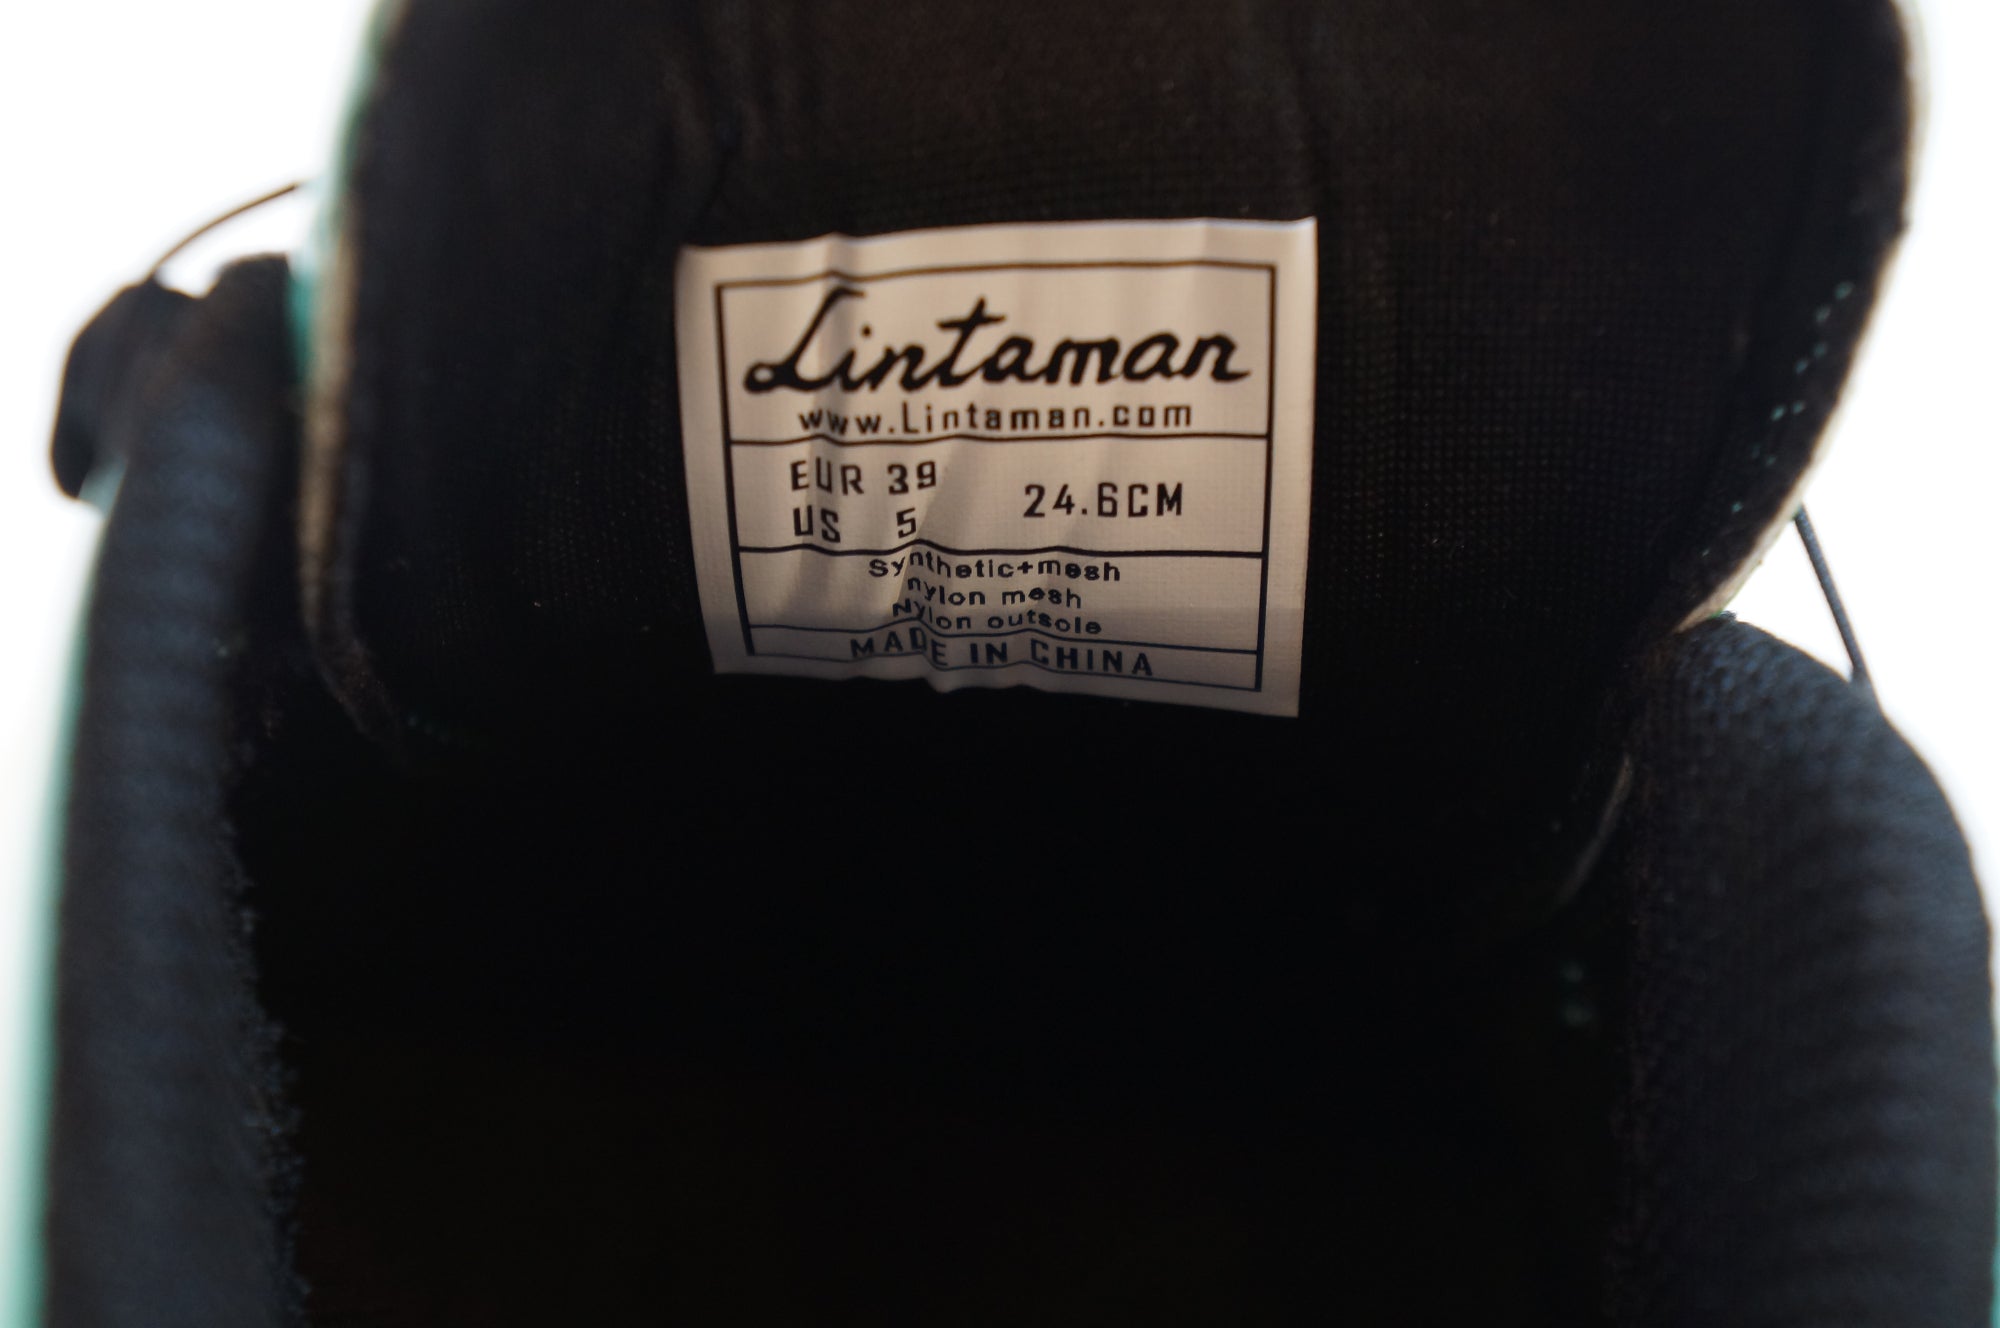 Lintaman
www.Lintaman.com
EUR 39
US 5
24.6CM
Synthetic+mesh
nylon mesh
Nylon outsole
MADE IN CHINA